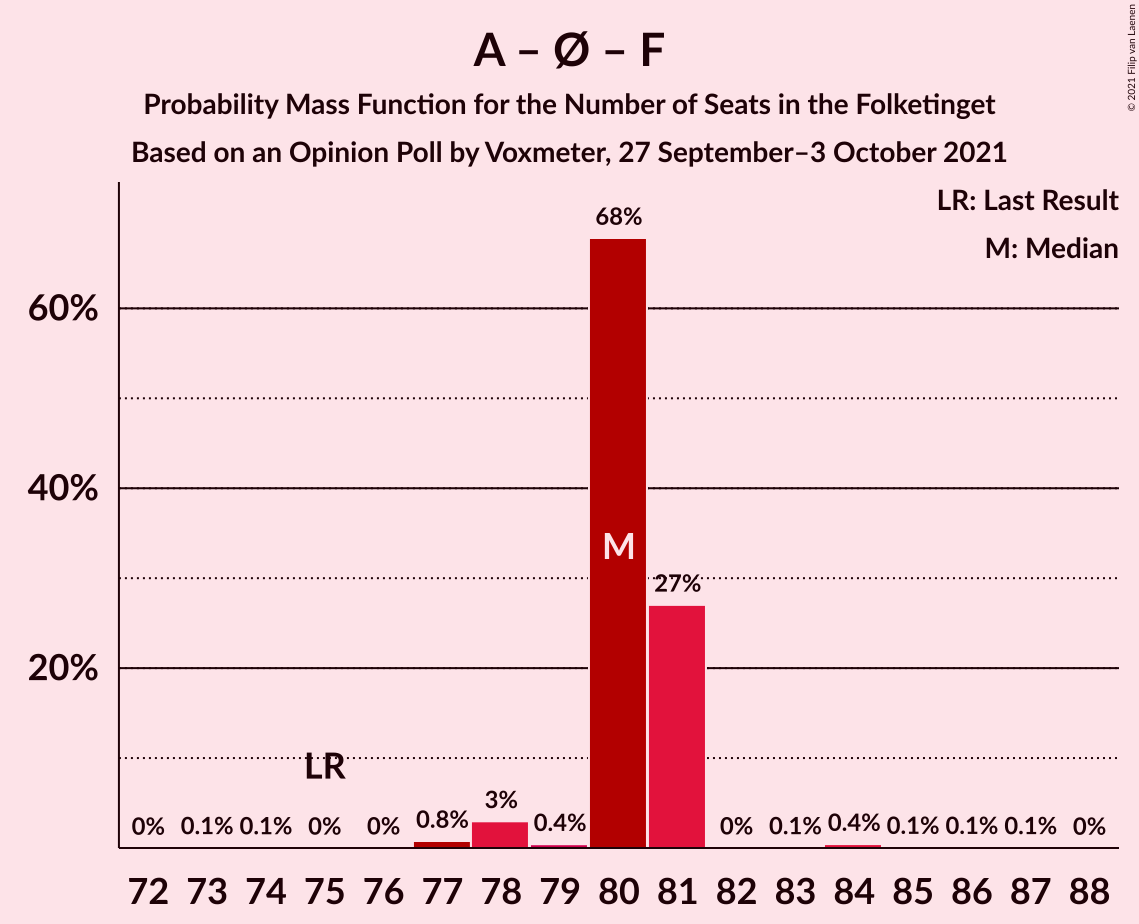 A – Ø – F
Probability Mass Function for the Number of Seats in the Folketinget
Based on an Opinion Poll by Voxmeter, 27 September–3 October 2021
© 2021 Filip van Laenen
LR: Last Result
M: Median
68%
60%
40%
M
27%
20%
LR
0% 0.1% 0.1% 0% 0% 0.8% 3% 0.4% 0% 0.1% 0.4% 0.1% 0.1% 0.1% 0%
72 73 74 75 76 77 78 79 80 81 82 83 84 85 86 87 88